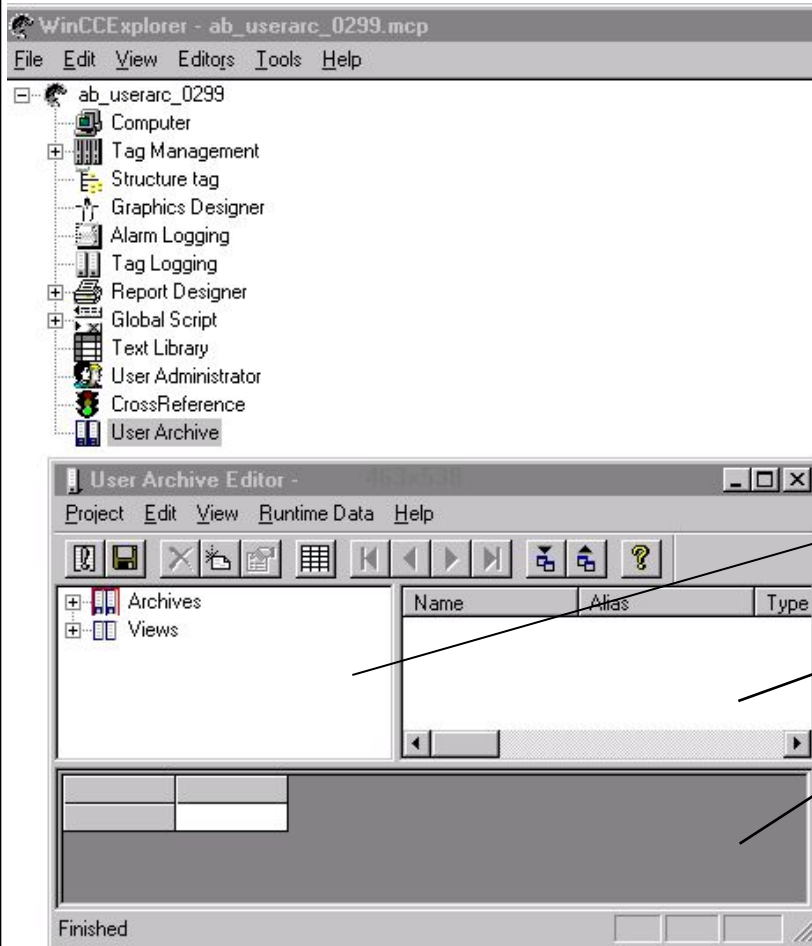 WinCCExplorer - ab_userarc_0299.mcp
File Edit View Editors Tools Help
ab_userarc_0299
Computer
Tag Management
Structure tag
Graphics Designer
Alarm Logging
Tag Logging
Report Designer
Global Script
Text Library
User Administrator
CrossReference
User Archive
User Archive Editor - 463x538
Project Edit View Runtime Data Help
Archives
Views
Name Alias Type
Finished